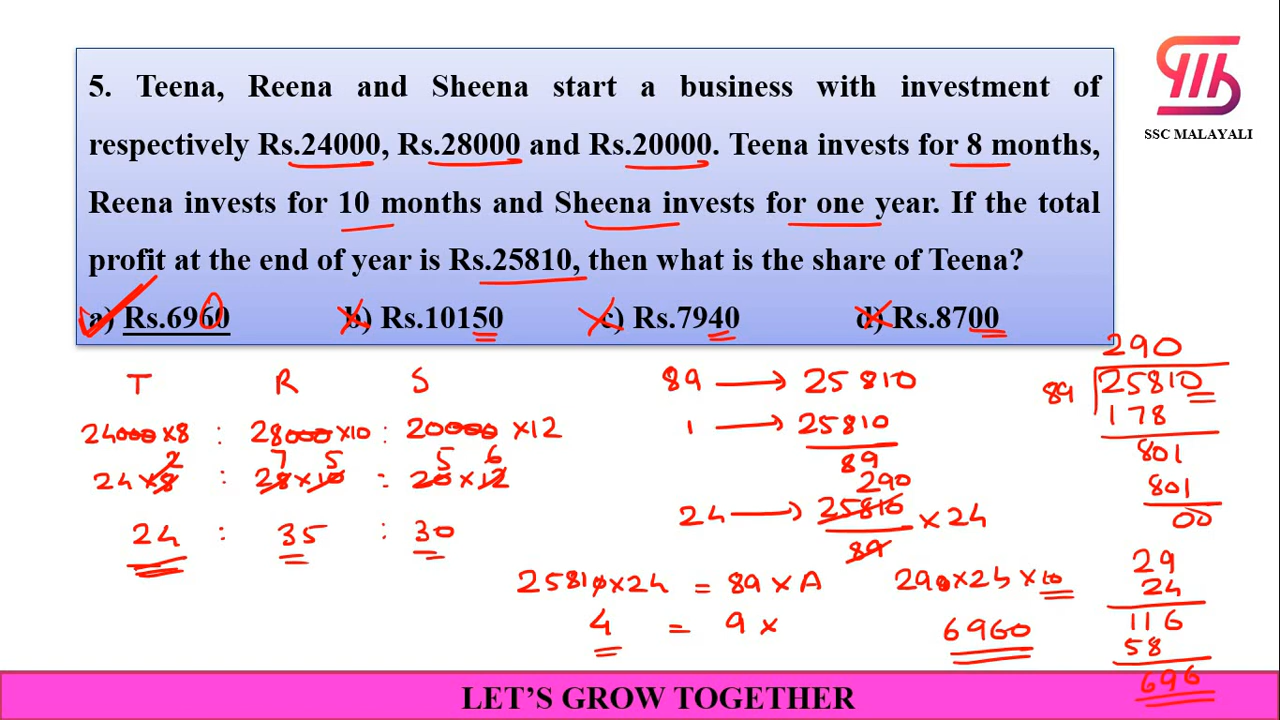 5. Teena, Reena and Sheena start a business with investment of
respectively Rs.24000, Rs.28000 and Rs.20000. Teena invests for 8 months,
Reena invests for 10 months and Sheena invests for one year. If the total
profit at the end of year is Rs.25810, then what is the share of Teena?
a) Rs.6960 b) Rs.10150 c) Rs.7940 d) Rs.8700
SSC MALAYALI
T R S
24000 x 8 : 28000 x 10 : 20000 x 12
2 7 5 5 6
24 x 8 : 28 x 10 : 20 x 12
24 : 35 : 30
89 → 25810
1 → 25810
89
290
24 → 25810 x 24
89
25810 x 24 = 89 x A
4 = 9 x
290 x 24 x 10
6960
290
89 25810
178
801
801
00
29
24
116
58
696
LET'S GROW TOGETHER